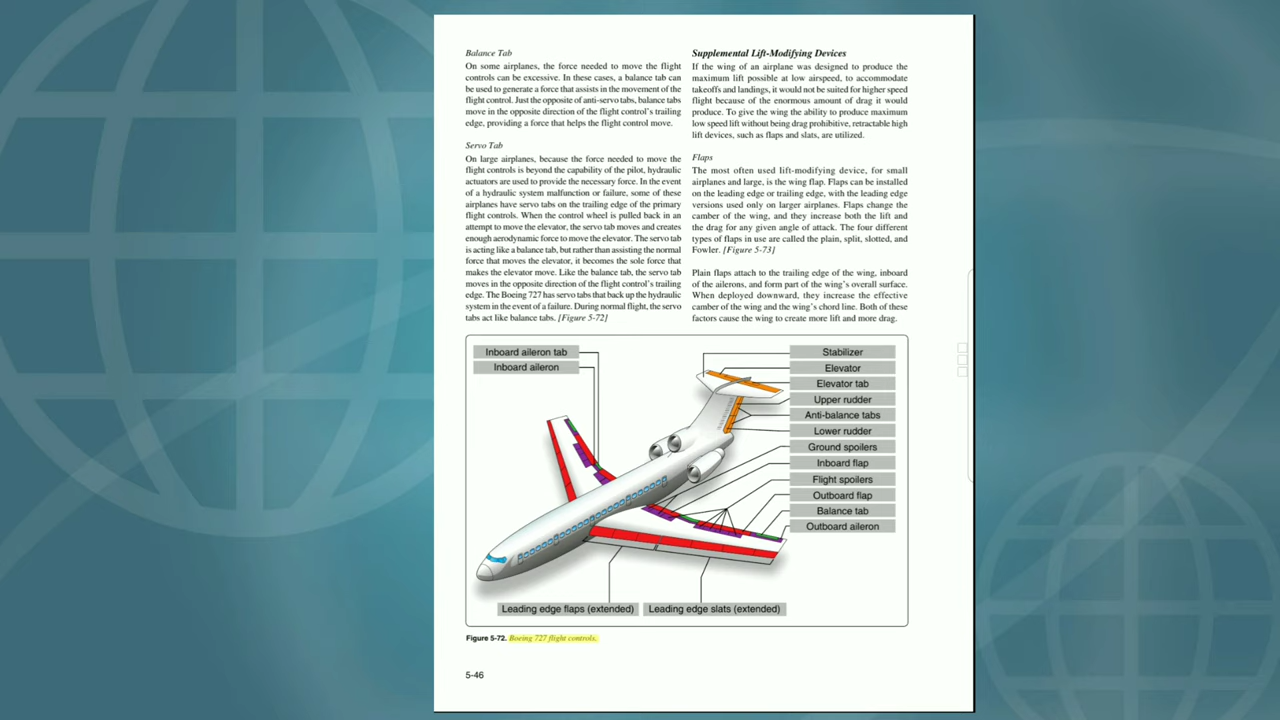 Balance Tab
On some airplanes, the force needed to move the flight
controls can be excessive. In these cases, a balance tab can
be used to generate a force that assists in the movement of the
flight control. Just the opposite of anti-servo tabs, balance tabs
move in the opposite direction of the flight control's trailing
edge, providing a force that helps the flight control move.
Servo Tab
On large airplanes, because the force needed to move the
flight controls is beyond the capability of the pilot, hydraulic
actuators are used to provide the necessary force. In the event
of a hydraulic system malfunction or failure, some of these
airplanes have servo tabs on the trailing edge of the primary
flight controls. When the control wheel is pulled back in an
attempt to move the elevator, the servo tab moves and creates
enough aerodynamic force to move the elevator. The servo tab
is acting like a balance tab, but rather than assisting the normal
force that moves the elevator, it becomes the sole force that
makes the elevator move. Like the balance tab, the servo tab
moves in the opposite direction of the flight control's trailing
edge. The Boeing 727 has servo tabs that back up the hydraulic
system in the event of a failure. During normal flight, the servo
tabs act like balance tabs. [Figure 5-72]
Supplemental Lift-Modifying Devices
If the wing of an airplane was designed to produce the
maximum lift possible at low airspeed, to accommodate
takeoffs and landings, it would not be suited for higher speed
flight because of the enormous amount of drag it would
produce. To give the wing the ability to produce maximum
low speed lift without being drag prohibitive, retractable high
lift devices, such as flaps and slats, are utilized.
Flaps
The most often used lift-modifying device, for small
airplanes and large, is the wing flap. Flaps can be installed
on the leading edge or trailing edge, with the leading edge
versions used only on larger airplanes. Flaps change the
camber of the wing, and they increase both the lift and
the drag for any given angle of attack. The four different
types of flaps in use are called the plain, split, slotted, and
Fowler. [Figure 5-73]
Plain flaps attach to the trailing edge of the wing, inboard
of the ailerons, and form part of the wing's overall surface.
When deployed downward, they increase the effective
camber of the wing and the wing's chord line. Both of these
factors cause the wing to create more lift and more drag.
Inboard aileron tab
Inboard aileron
Stabilizer
Elevator
Elevator tab
Upper rudder
Anti-balance tabs
Lower rudder
Ground spoilers
Inboard flap
Flight spoilers
Outboard flap
Balance tab
Outboard aileron
Leading edge flaps (extended)
Leading edge slats (extended)
Figure 5-72. Boeing 727 flight controls.
5-46